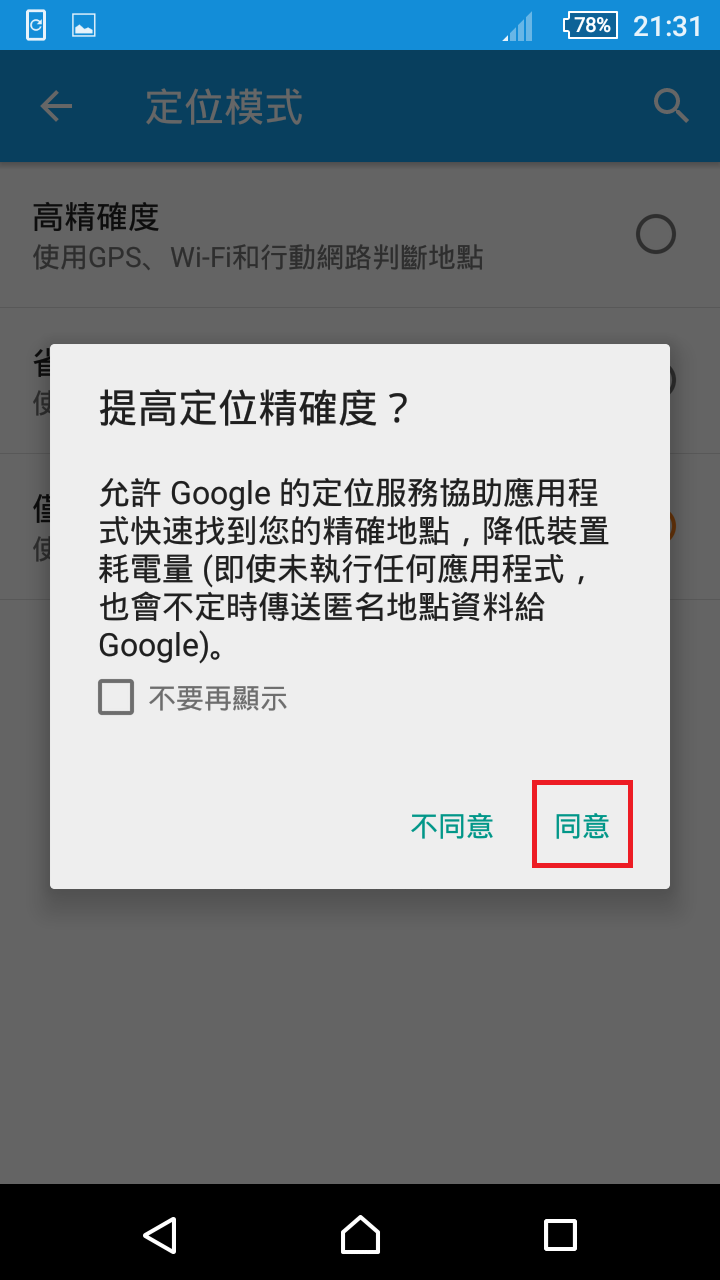 78% 21:31
定位模式
高精確度
使用GPS、Wi-Fi和行動網路判斷地點
省
使
僅
使
提高定位精確度？
允許 Google 的定位服務協助應用程
式快速找到您的精確地點，降低裝置
耗電量 (即使未執行任何應用程式，
也會不定時傳送匿名地點資料給
Google)。
不要再顯示
不同意 同意